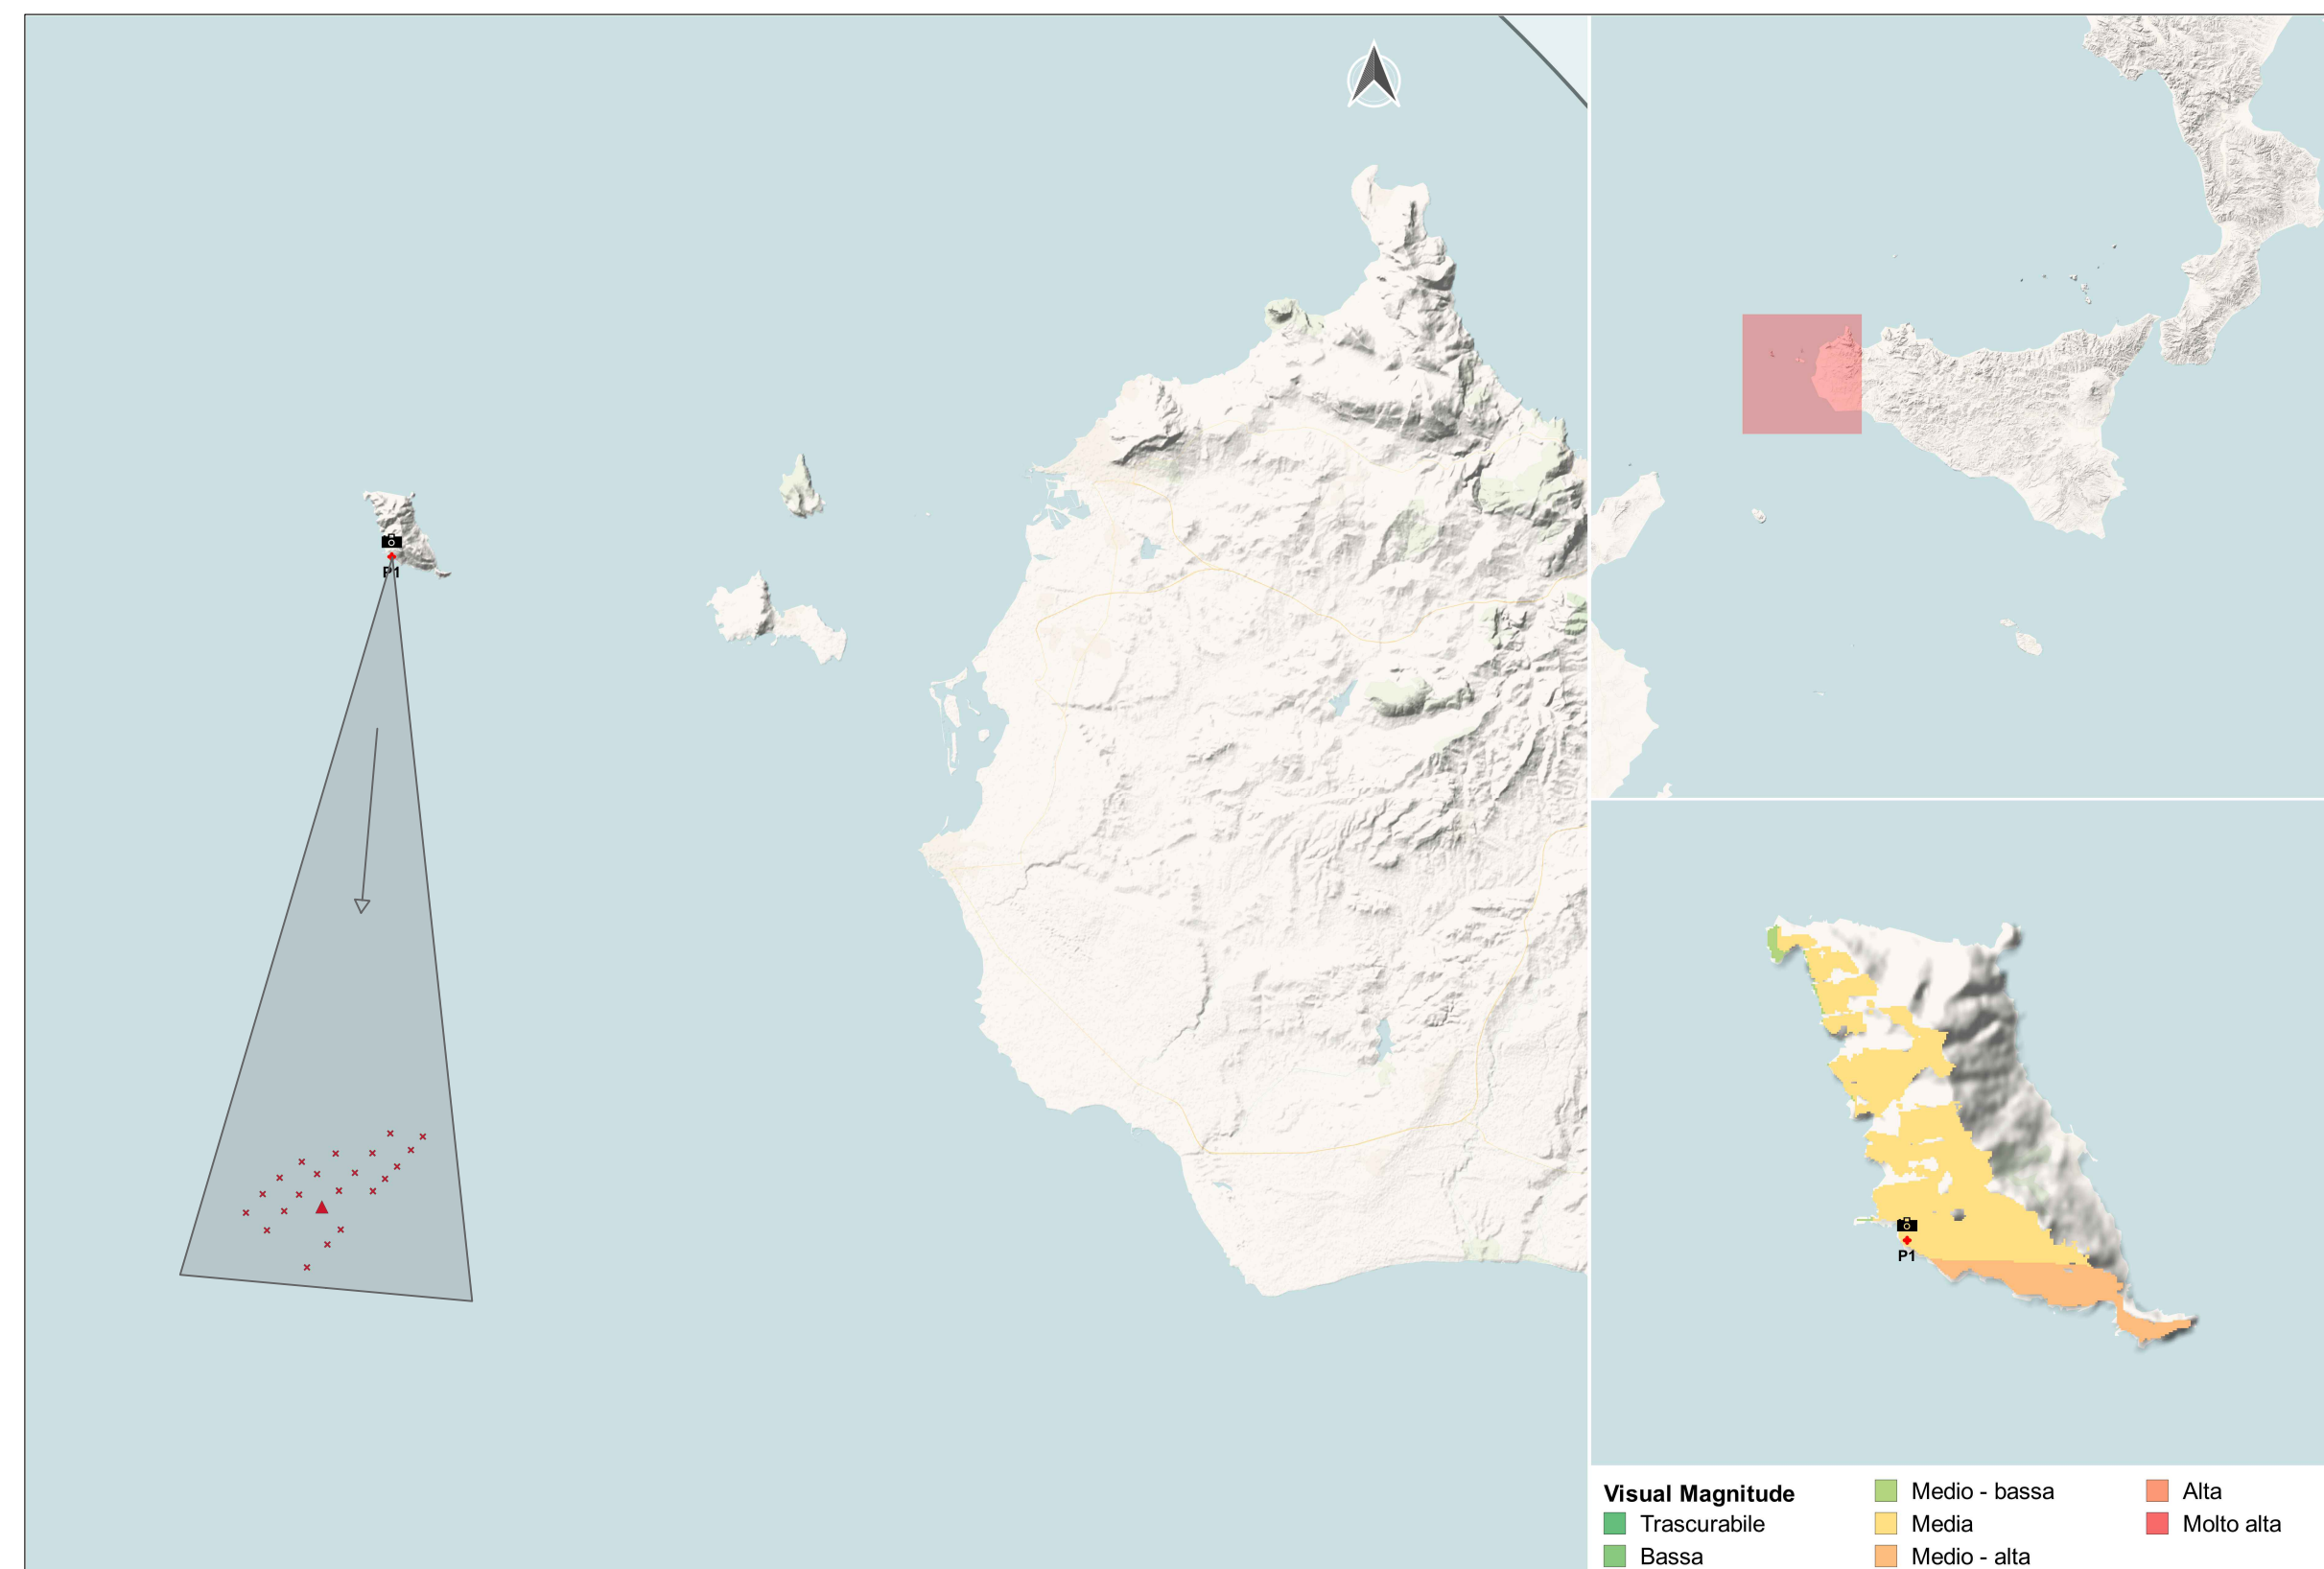 P1
P1
Visual Magnitude
Trascurabile
Bassa
Medio - bassa
Media
Medio - alta
Alta
Molto alta